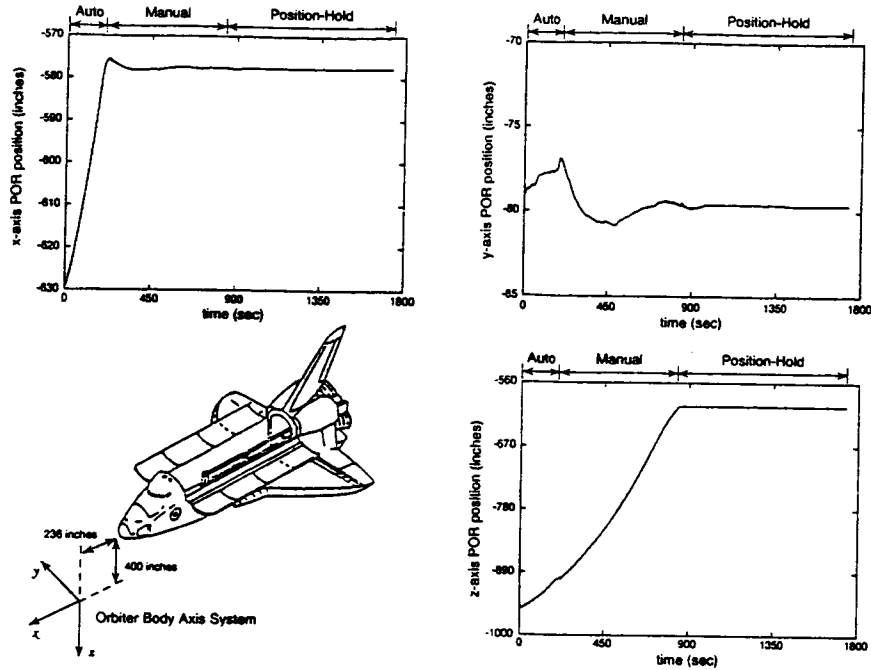 Auto Manual Position-Hold
-570
-580
-590
-600
-610
-620
-630
x-axis POR position (inches)
0 450 900 1350 1800
time (sec)
Auto Manual Position-Hold
-70
-75
-80
-85
y-axis POR position (inches)
0 450 900 1350 1800
time (sec)
236 inches
400 inches
y
x
z
Orbiter Body Axis System
Auto Manual Position-Hold
-560
-670
-780
-890
-1000
z-axis POR position (inches)
0 450 900 1350 1800
time (sec)